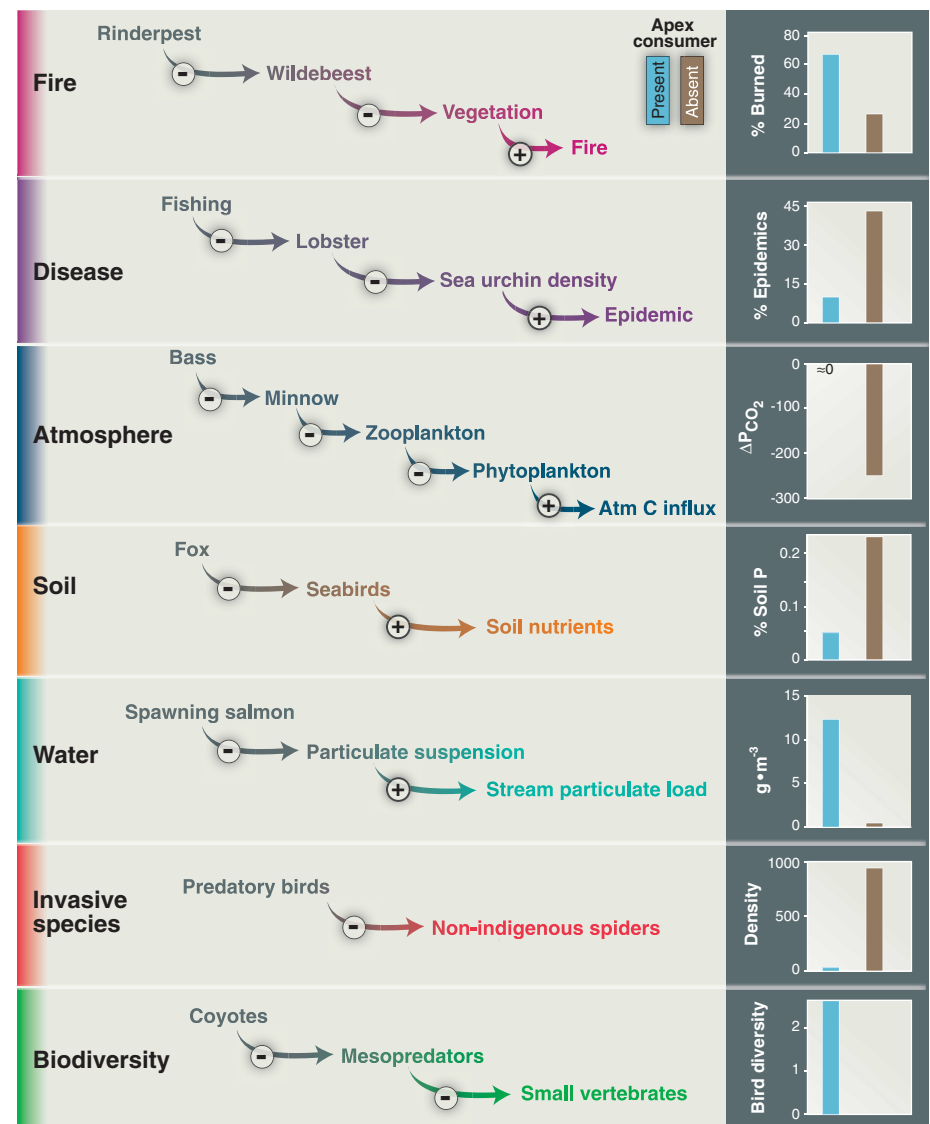 Rinderpest
Apex
consumer
Present
Absent
Fire
-
Wildebeest
-
Vegetation
+
Fire
% Burned
80
60
40
20
0
Fishing
Disease
-
Lobster
-
Sea urchin density
+
Epidemic
% Epidemics
45
30
15
0
Bass
Atmosphere
-
Minnow
-
Zooplankton
-
Phytoplankton
+
Atm C influx
ΔPCO2
0
≈0
-100
-200
-300
Fox
Soil
-
Seabirds
+
Soil nutrients
% Soil P
0.2
0.1
0
Spawning salmon
Water
-
Particulate suspension
+
Stream particulate load
g•m-3
15
10
5
0
Predatory birds
Invasive
species
-
Non-indigenous spiders
Density
1000
500
0
Coyotes
Biodiversity
-
Mesopredators
-
Small vertebrates
Bird diversity
2
1
0